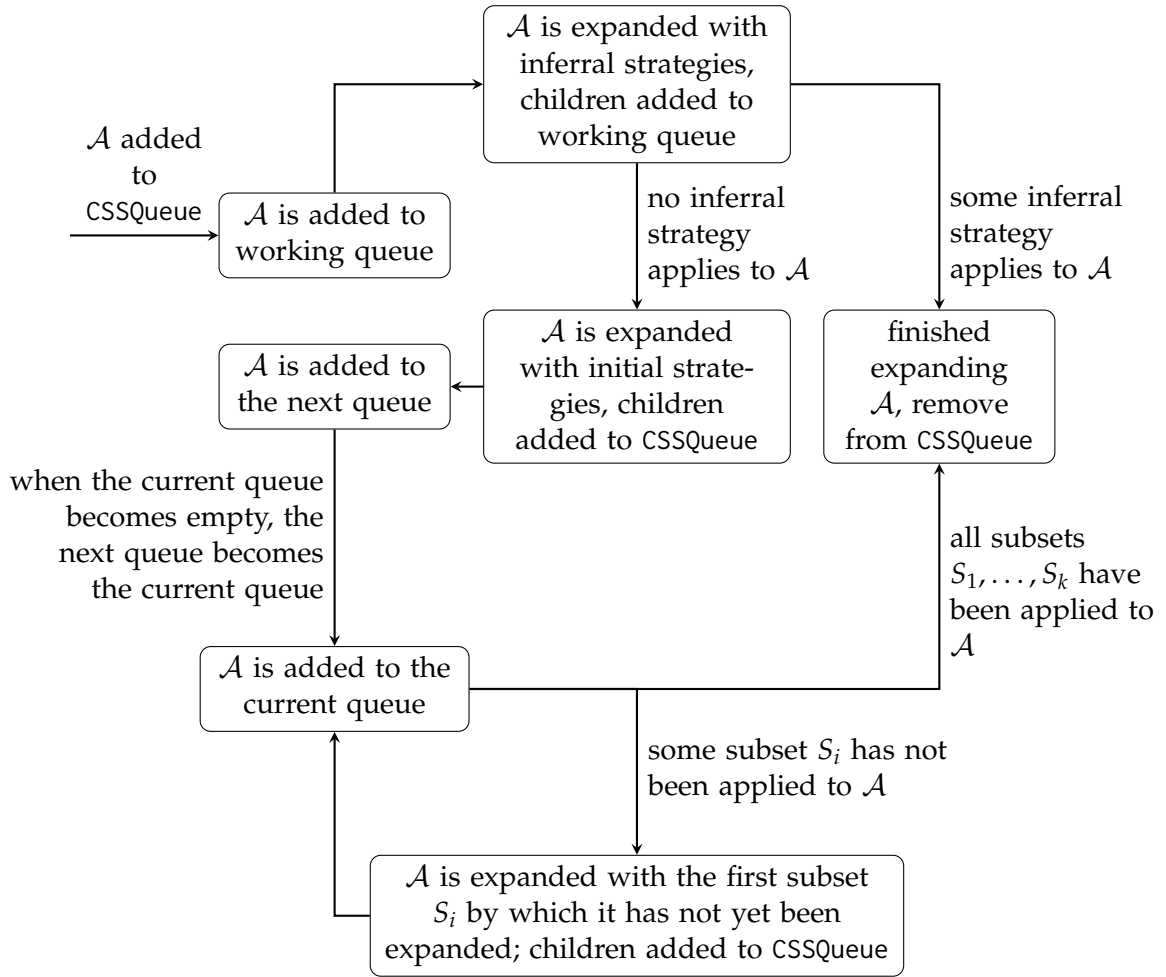 𝒜 is expanded with
inferral strategies,
children added to
working queue
𝒜 added
to
CSSQueue
𝒜 is added to
working queue
no inferral
strategy
applies to 𝒜
some inferral
strategy
applies to 𝒜
𝒜 is added to
the next queue
𝒜 is expanded
with initial strate-
gies, children
added to CSSQueue
finished
expanding
𝒜, remove
from CSSQueue
when the current queue
becomes empty, the
next queue becomes
the current queue
all subsets
S₁, . . . , Sₖ have
been applied to
𝒜
𝒜 is added to the
current queue
some subset Sᵢ has not
been applied to 𝒜
𝒜 is expanded with the first subset
Sᵢ by which it has not yet been
expanded; children added to CSSQueue